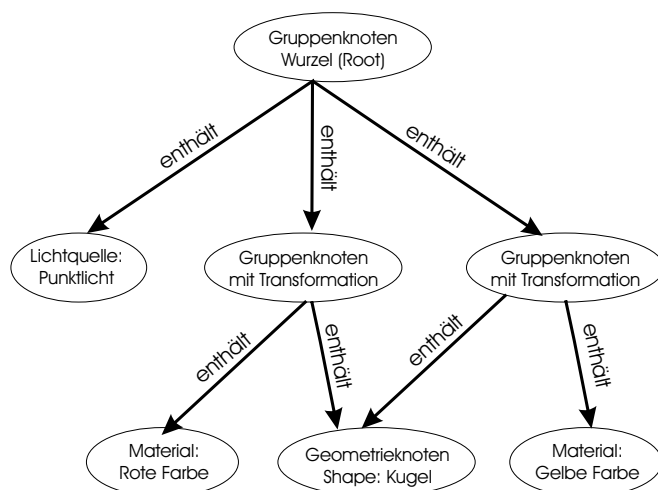 Gruppenknoten
Wurzel (Root)
enthält
enthält
enthält
Lichtquelle:
Punktlicht
Gruppenknoten
mit Transformation
Gruppenknoten
mit Transformation
enthält
enthält
enthält
enthält
Material:
Rote Farbe
Geometrieknoten
Shape: Kugel
Material:
Gelbe Farbe